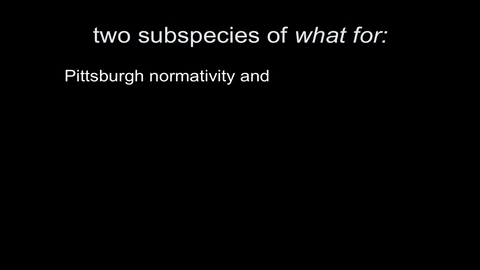 two subspecies of what for:
Pittsburgh normativity and